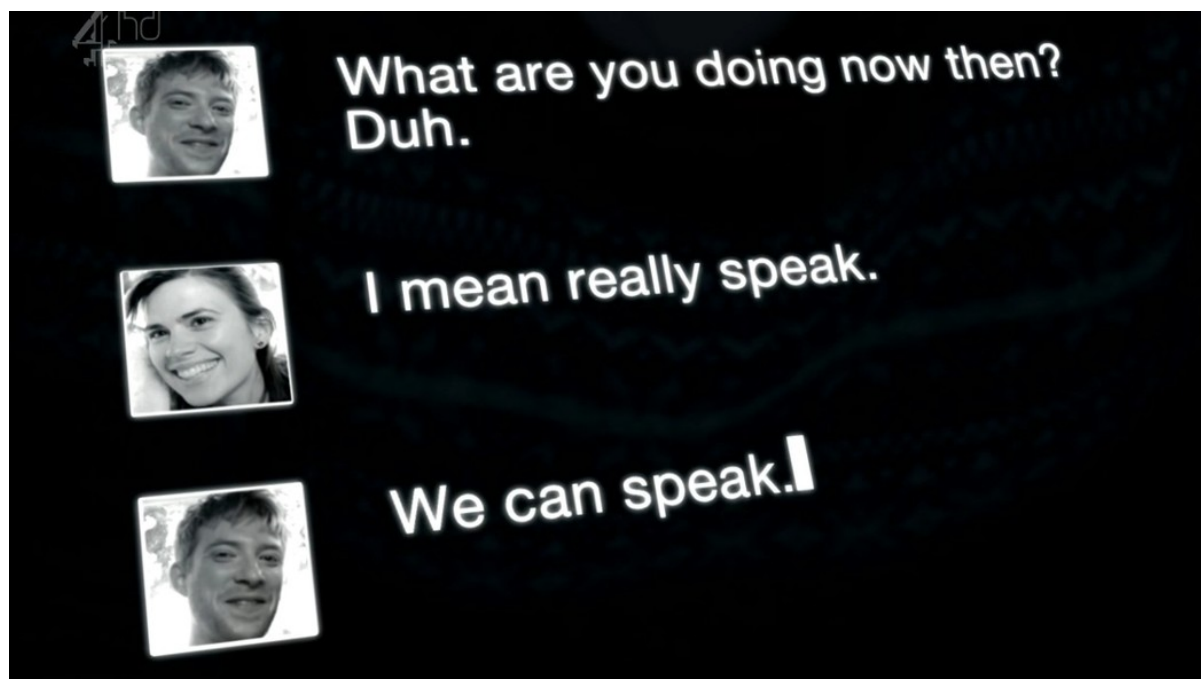 4hd
What are you doing now then?
Duh.
I mean really speak.
We can speak.